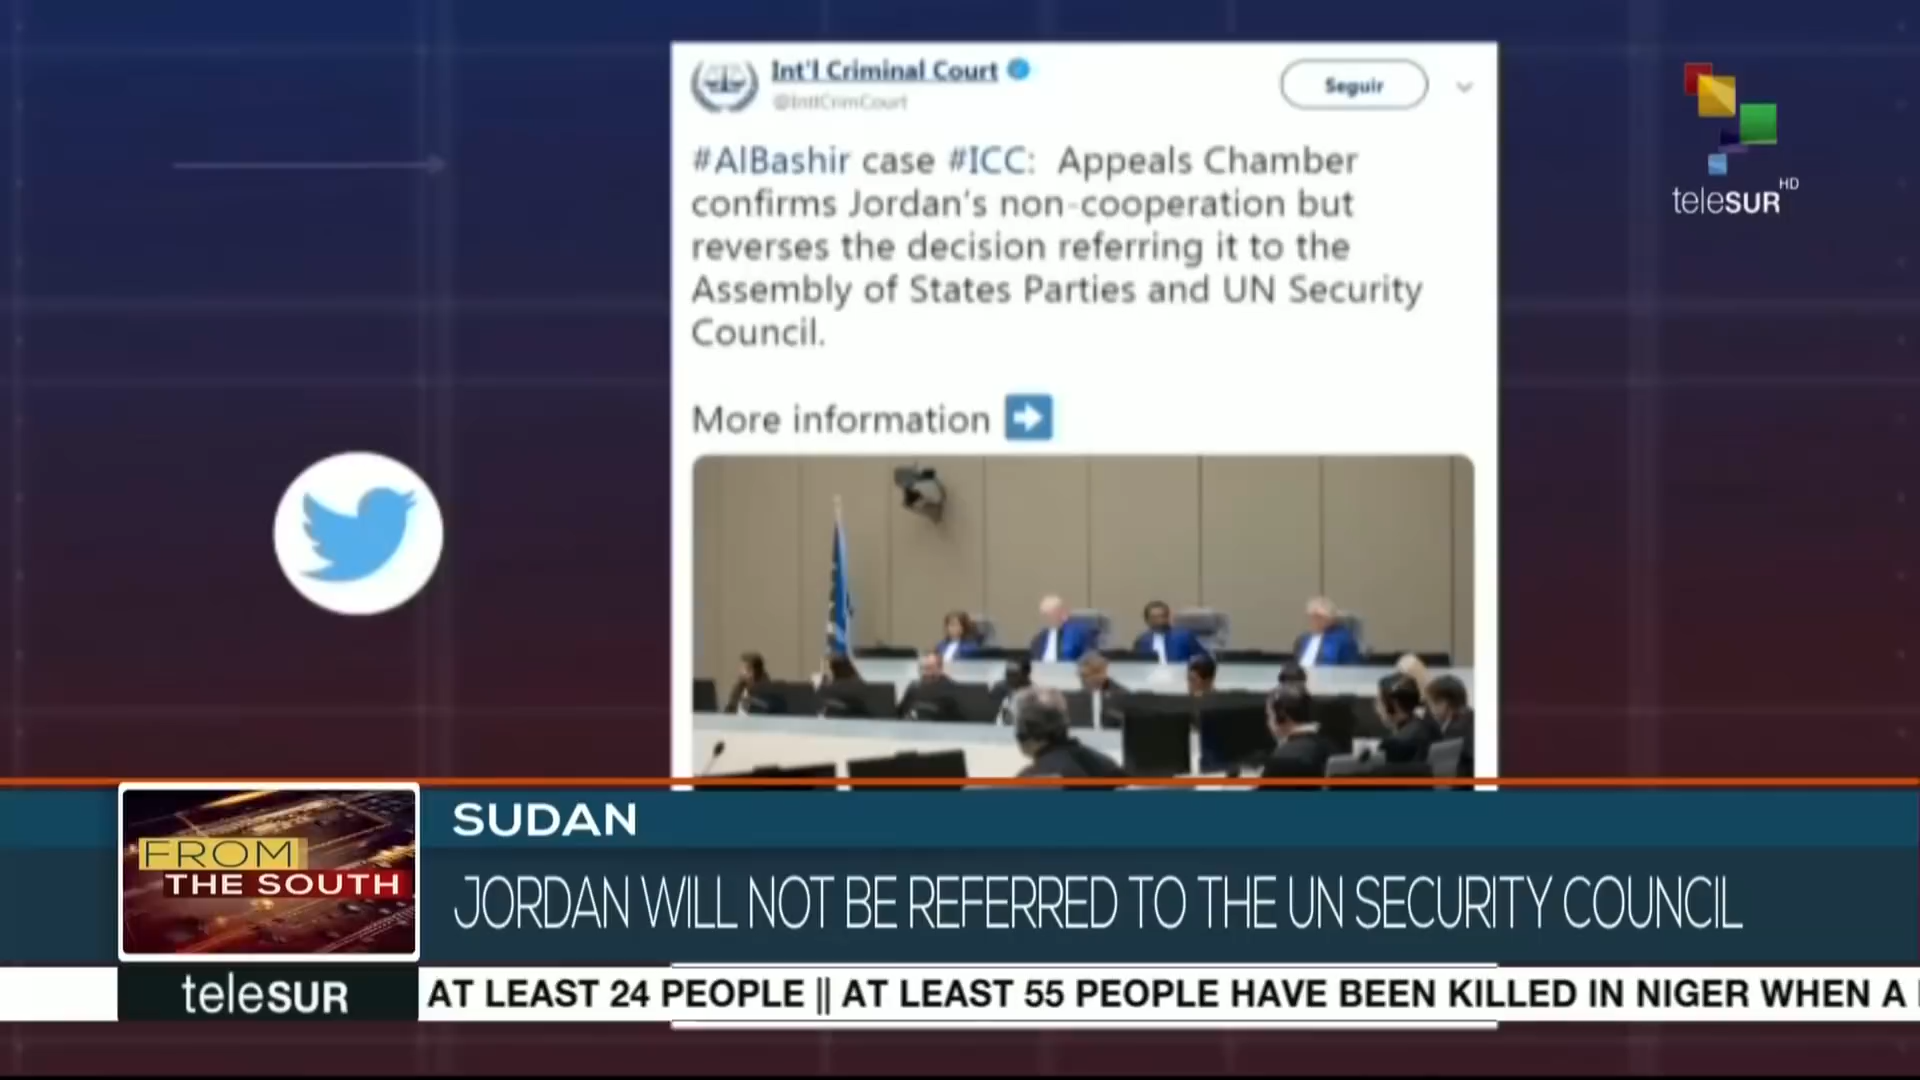 Int'l Criminal Court
@IntlCrimCourt
Seguir
#AlBashir case #ICC: Appeals Chamber
confirms Jordan's non-cooperation but
reverses the decision referring it to the
Assembly of States Parties and UN Security
Council.
More information
teleSUR HD
SUDAN
FROM
THE SOUTH
JORDAN WILL NOT BE REFERRED TO THE UN SECURITY COUNCIL
teleSUR
AT LEAST 24 PEOPLE || AT LEAST 55 PEOPLE HAVE BEEN KILLED IN NIGER WHEN A